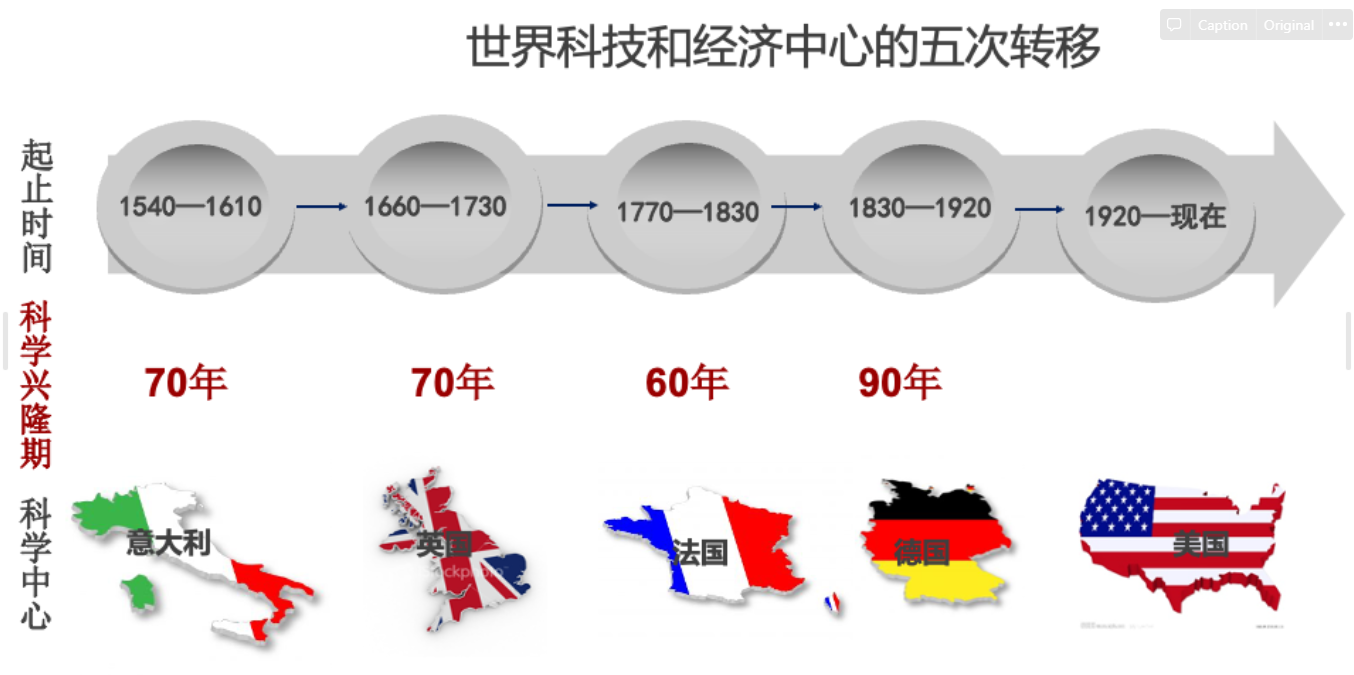 Caption Original
世界科技和经济中心的五次转移
起止时间
1540—1610
1660—1730
1770—1830
1830—1920
1920—现在
科学兴隆期
70年
70年
60年
90年
科学中心
意大利
英国
法国
德国
美国